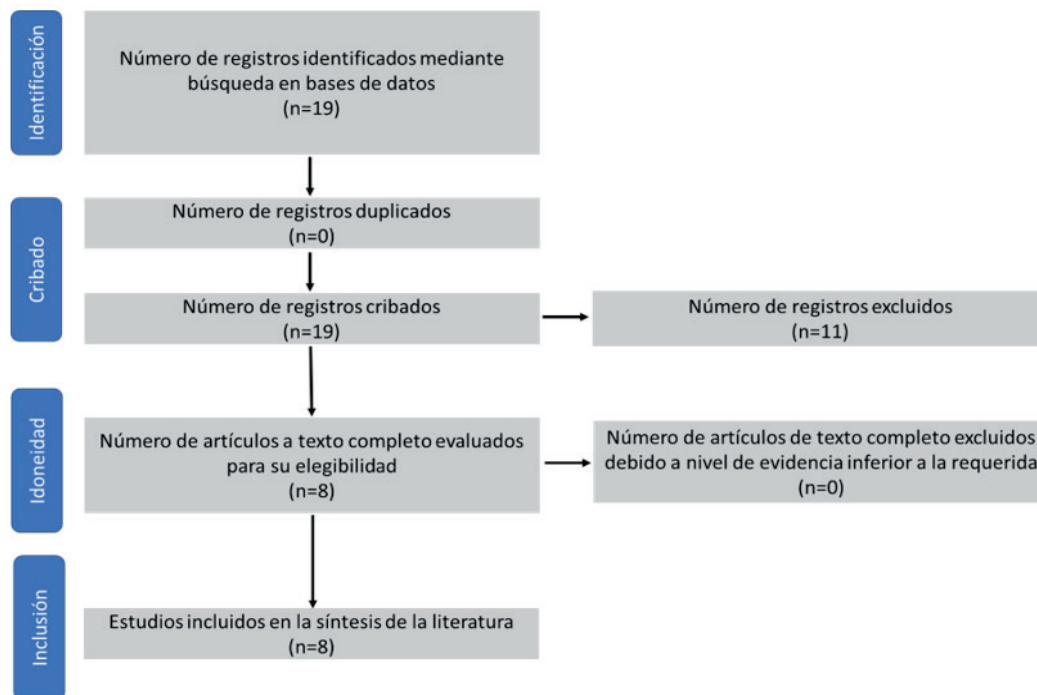 Identificación
Número de registros identificados mediante
búsqueda en bases de datos
(n=19)
Cribado
Número de registros duplicados
(n=0)
Número de registros cribados
(n=19)
Número de registros excluidos
(n=11)
Idoneidad
Número de artículos a texto completo evaluados
para su elegibilidad
(n=8)
Número de artículos de texto completo excluidos
debido a nivel de evidencia inferior a la requerida
(n=0)
Inclusión
Estudios incluidos en la síntesis de la literatura
(n=8)